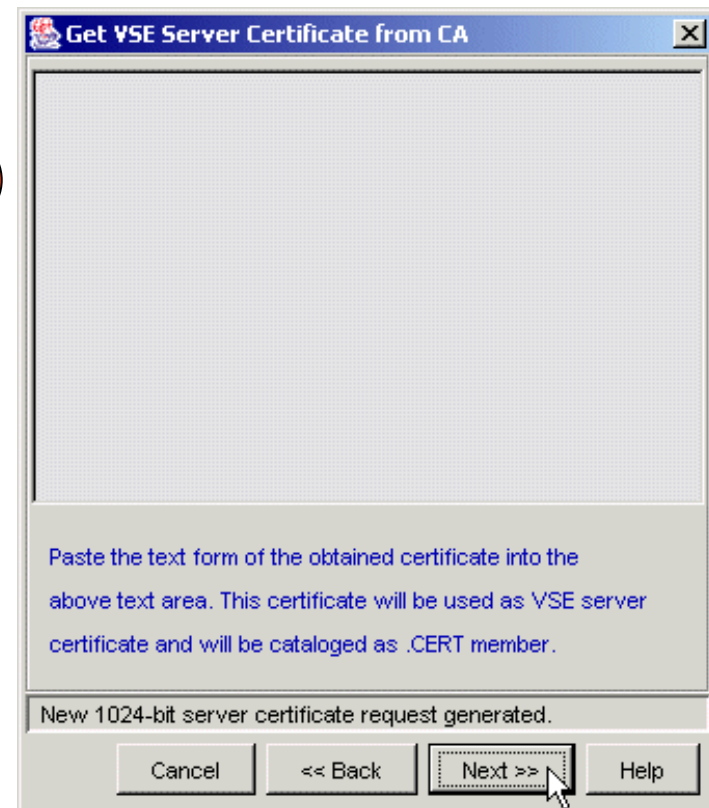 Get VSE Server Certificate from CA
Paste the text form of the obtained certificate into the
above text area. This certificate will be used as VSE server
certificate and will be cataloged as .CERT member.
New 1024-bit server certificate request generated.
Cancel << Back Next >> Help